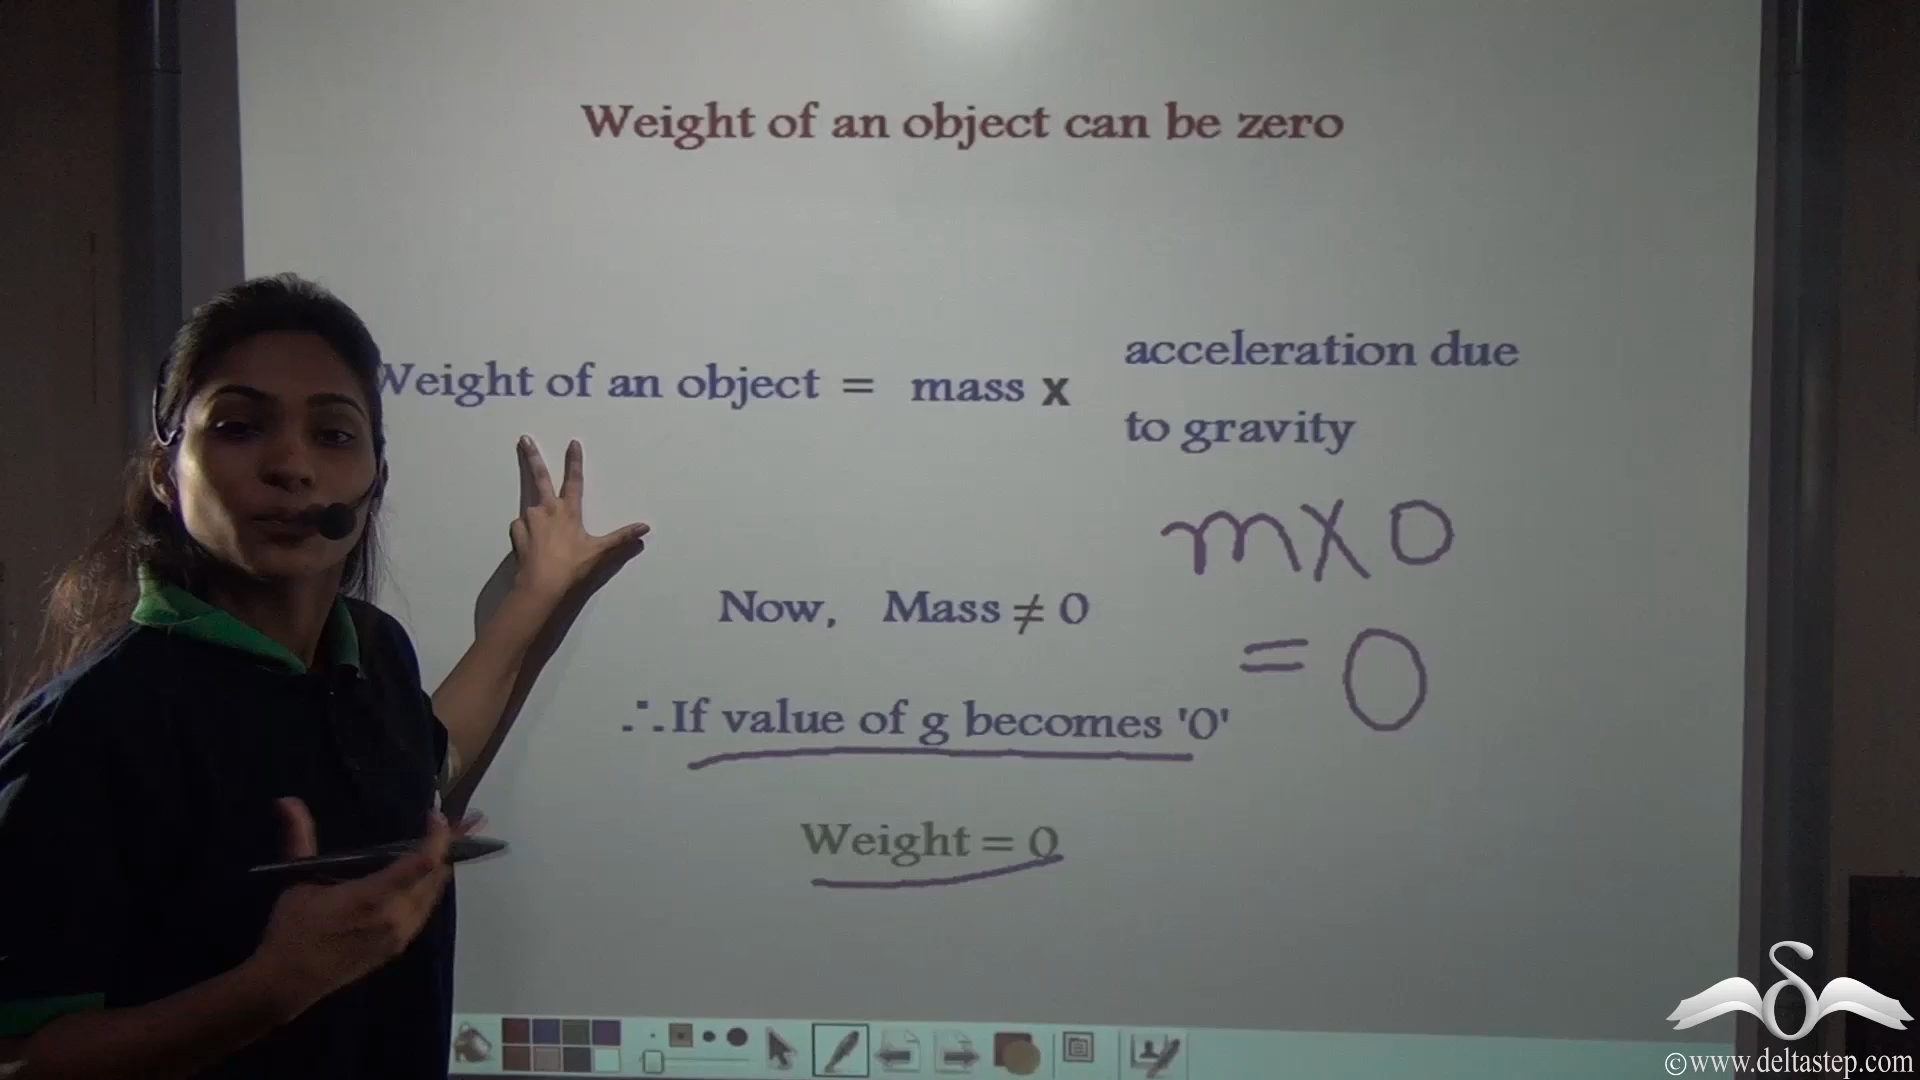 Weight of an object can be zero
Weight of an object = mass x acceleration due
to gravity
m x 0
= 0
Now, Mass ≠ 0
∴ If value of g becomes '0'
Weight = 0
©www.deltastep.com